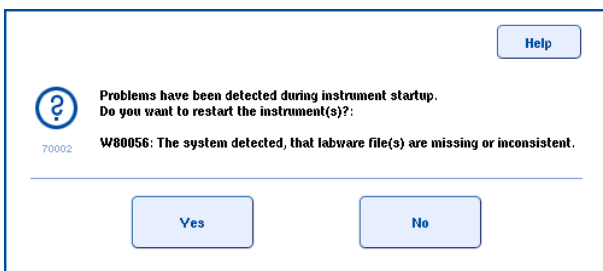 Help
Problems have been detected during instrument startup.
Do you want to restart the instrument(s)?:
70002
W80056: The system detected, that labware file(s) are missing or inconsistent.
Yes
No